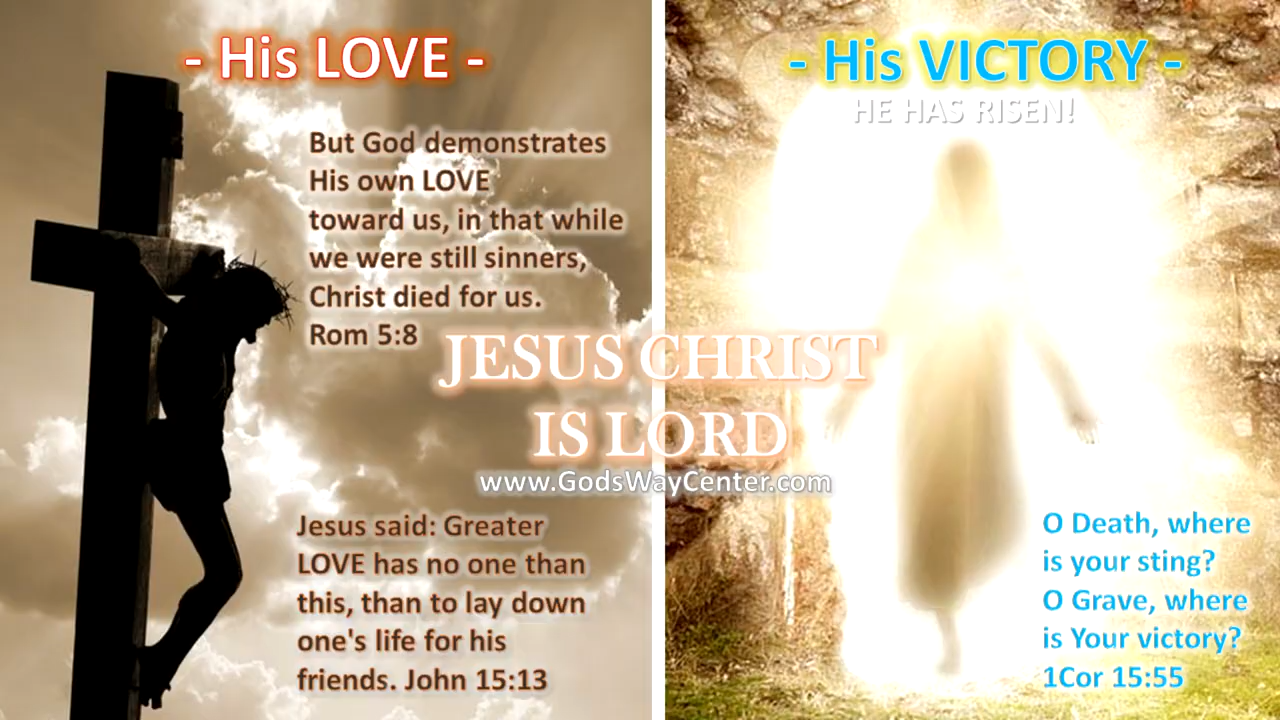 - His LOVE -
But God demonstrates
His own LOVE
toward us, in that while
we were still sinners,
Christ died for us.
Rom 5:8
Jesus said: Greater
LOVE has no one than
this, than to lay down
one's life for his
friends. John 15:13
JESUS CHRIST
IS LORD
www.GodsWayCenter.com
- His VICTORY -
HE HAS RISEN!
O Death, where
is your sting?
O Grave, where
is Your victory?
1Cor 15:55